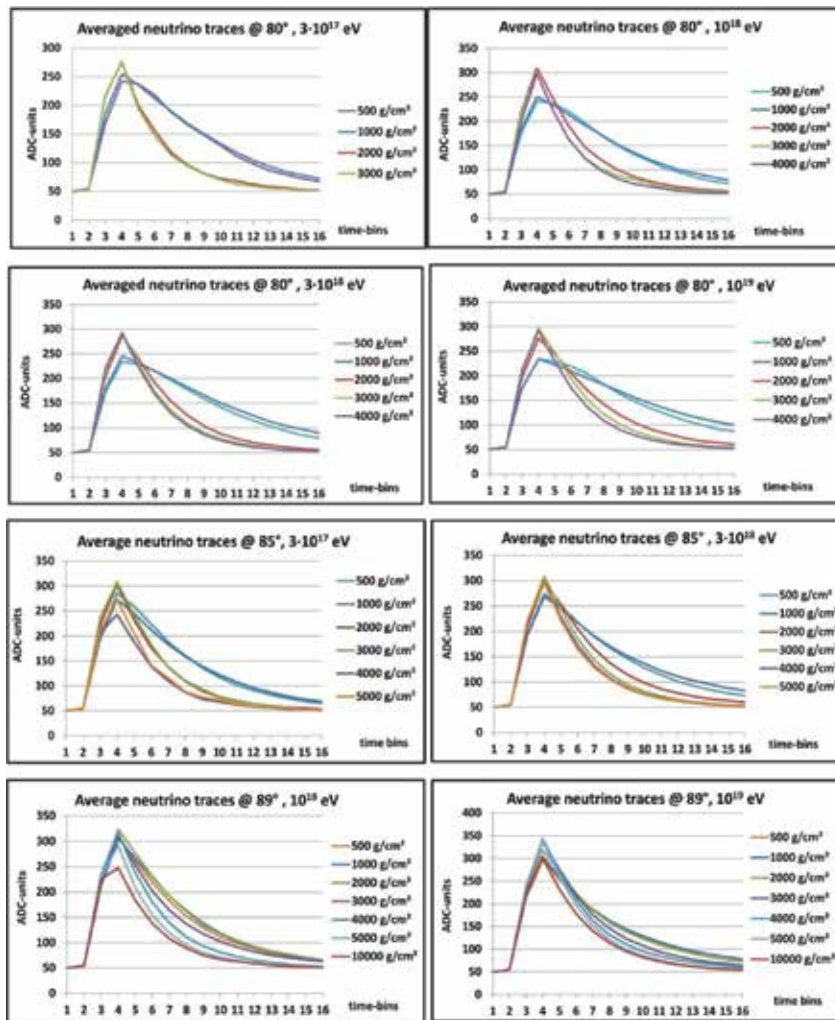 Averaged neutrino traces @ 80° , 3·10¹⁷ eV
300
250
200
150
100
50
0
ADC-units
500 g/cm²
1000 g/cm²
2000 g/cm²
3000 g/cm²
time-bins
1 2 3 4 5 6 7 8 9 10 11 12 13 14 15 16
Averaged neutrino traces @ 80°, 10¹⁸ eV
350
300
250
200
150
100
50
0
ADC-units
500 g/cm²
1000 g/cm²
2000 g/cm²
3000 g/cm²
4000 g/cm²
time-bins
1 2 3 4 5 6 7 8 9 10 11 12 13 14 15 16
Averaged neutrino traces @ 80°, 3·10¹⁸ eV
350
300
250
200
150
100
50
0
ADC-units
500 g/cm²
1000 g/cm²
2000 g/cm²
3000 g/cm²
4000 g/cm²
time-bins
1 2 3 4 5 6 7 8 9 10 11 12 13 14 15 16
Averaged neutrino traces @ 80°, 10¹⁹ eV
350
300
250
200
150
100
50
0
ADC-units
500 g/cm²
1000 g/cm²
2000 g/cm²
3000 g/cm²
4000 g/cm²
time-bins
1 2 3 4 5 6 7 8 9 10 11 12 13 14 15 16
Average neutrino traces @ 85°, 3·10¹⁷ eV
350
300
250
200
150
100
50
0
ADC-units
500 g/cm²
1000 g/cm²
2000 g/cm²
3000 g/cm²
4000 g/cm²
5000 g/cm²
time bins
1 2 3 4 5 6 7 8 9 10 11 12 13 14 15 16
Average neutrino traces @ 85°, 3·10¹⁸ eV
350
300
250
200
150
100
50
0
ADC-units
500 g/cm²
1000 g/cm²
2000 g/cm²
3000 g/cm²
4000 g/cm²
5000 g/cm²
time bins
1 2 3 4 5 6 7 8 9 10 11 12 13 14 15 16
Average neutrino traces @ 89° , 10¹⁸ eV
350
300
250
200
150
100
50
0
ADC-units
500 g/cm²
1000 g/cm²
2000 g/cm²
3000 g/cm²
4000 g/cm²
5000 g/cm²
10000 g/cm²
time-bins
1 2 3 4 5 6 7 8 9 10 11 12 13 14 15 16
Average neutrino traces @ 89°, 10¹⁹ eV
400
350
300
250
200
150
100
50
0
ADC-units
500 g/cm²
1000 g/cm²
2000 g/cm²
3000 g/cm²
4000 g/cm²
5000 g/cm²
10000 g/cm²
time-bins
1 2 3 4 5 6 7 8 9 10 11 12 13 14 15 16